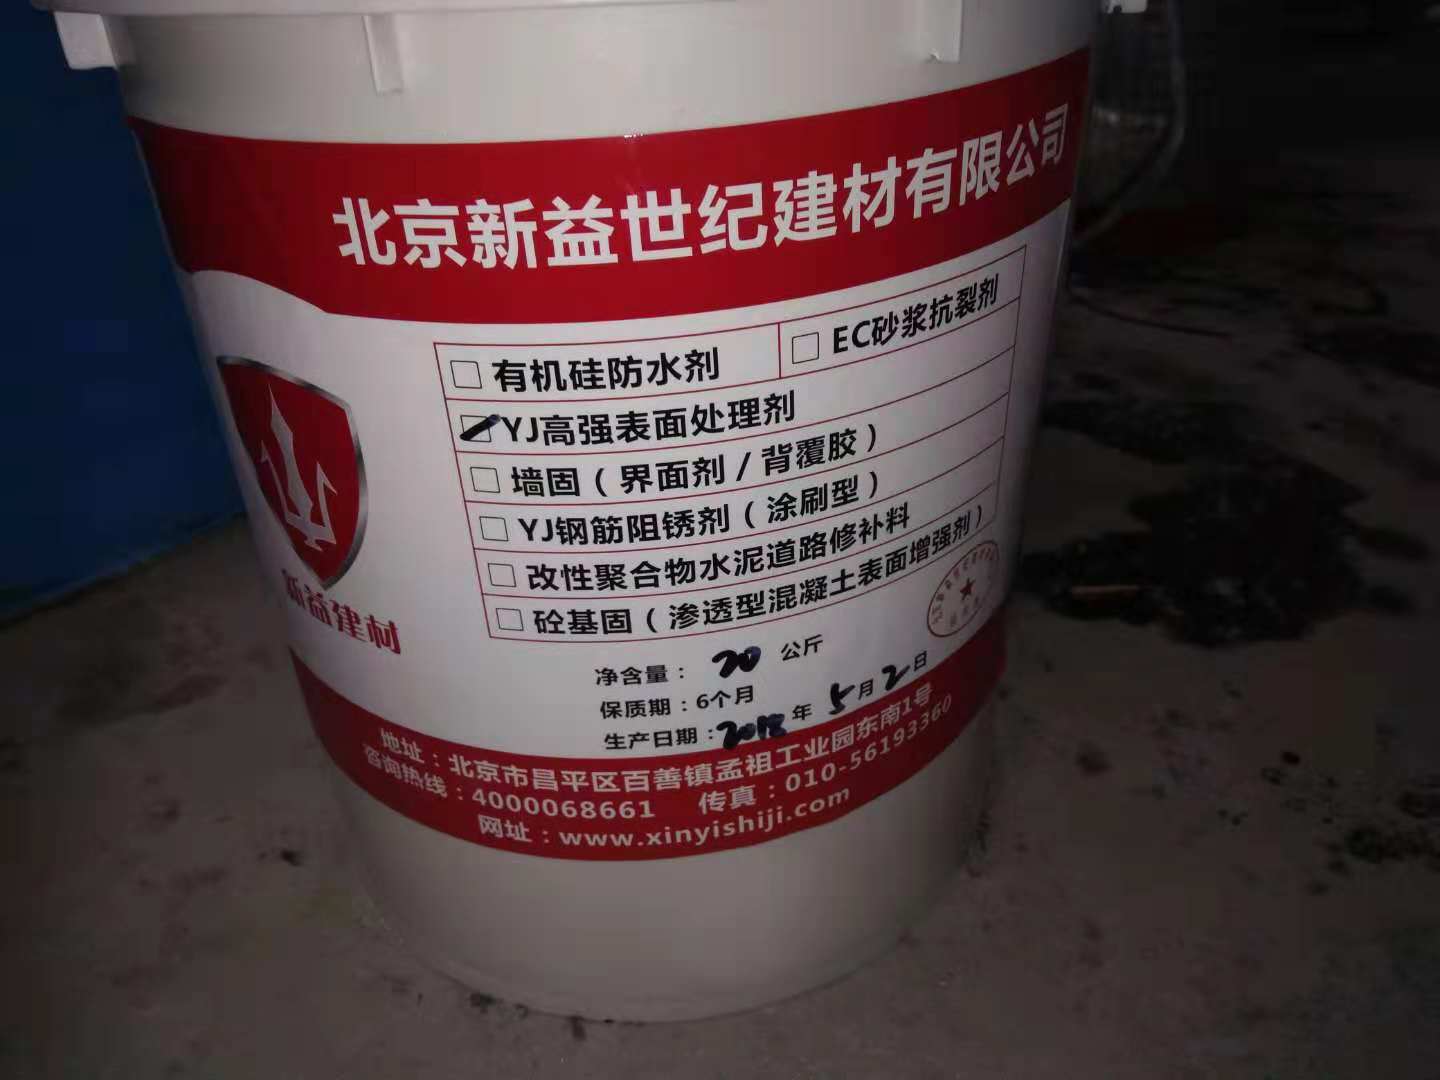 北京新益世纪建材有限公司
有机硅防水剂
EC砂浆抗裂剂
YJ高强表面处理剂
墙固（界面剂/背覆胶）
YJ钢筋阻锈剂（涂刷型）
改性聚合物水泥道路修补料
砼基固（渗透型混凝土表面增强剂）
新益建材
净含量：20 公斤
保质期：6个月
生产日期：2018年 5月 2日
地址：北京市昌平区百善镇孟祖工业园东南1号
咨询热线：4000068661 传真：010-56193360
网址：www.xinyishiji.com